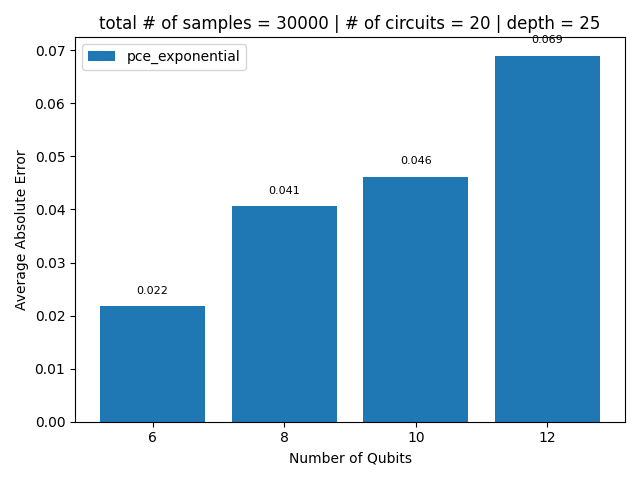 total # of samples = 30000 | # of circuits = 20 | depth = 25
pce_exponential
0.07
0.06
0.05
0.04
0.03
0.02
0.01
0.00
Average Absolute Error
0.022
0.041
0.046
0.069
6 8 10 12
Number of Qubits